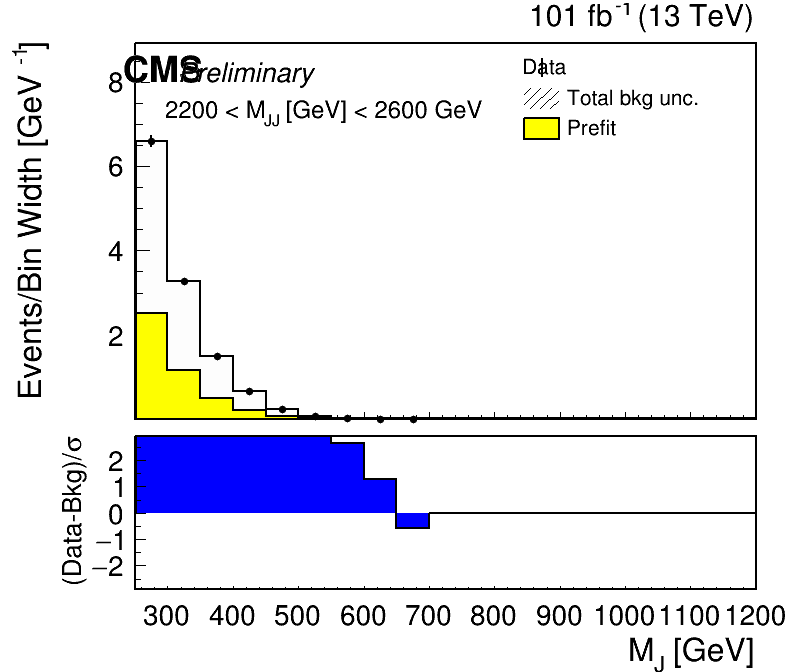 101 fb⁻¹ (13 TeV)
CMS Preliminary
2200 < M_JJ [GeV] < 2600 GeV
Data
Total bkg unc.
Prefit
Events/Bin Width [GeV⁻¹]
8
6
4
2
(Data-Bkg)/σ
2
1
0
−1
−2
300 400 500 600 700 800 900 1000 1100 1200
M_J [GeV]